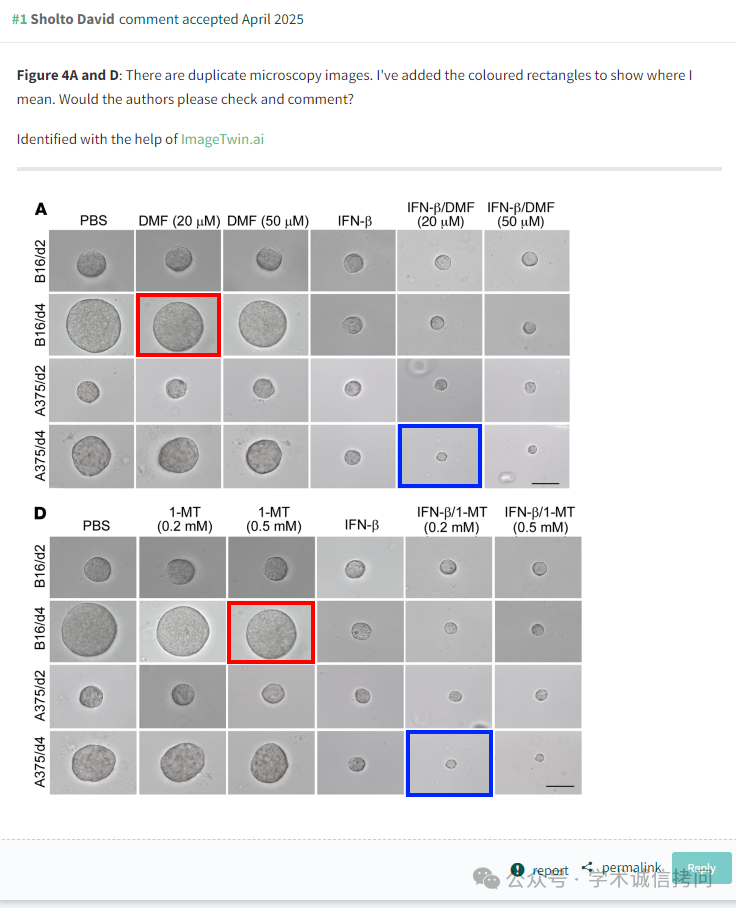 #1 Sholto David comment accepted April 2025
Figure 4A and D: There are duplicate microscopy images. I've added the coloured rectangles to show where I
mean. Would the authors please check and comment?
Identified with the help of ImageTwin.ai
A
PBS DMF (20 μM) DMF (50 μM) IFN-β IFN-β/DMF (20 μM) IFN-β/DMF (50 μM)
B16/d2
B16/d4
A375/d2
A375/d4
D
PBS 1-MT (0.2 mM) 1-MT (0.5 mM) IFN-β IFN-β/1-MT (0.2 mM) IFN-β/1-MT (0.5 mM)
B16/d2
B16/d4
A375/d2
A375/d4
report permalink Reply
公众号 · 学术诚信拷问